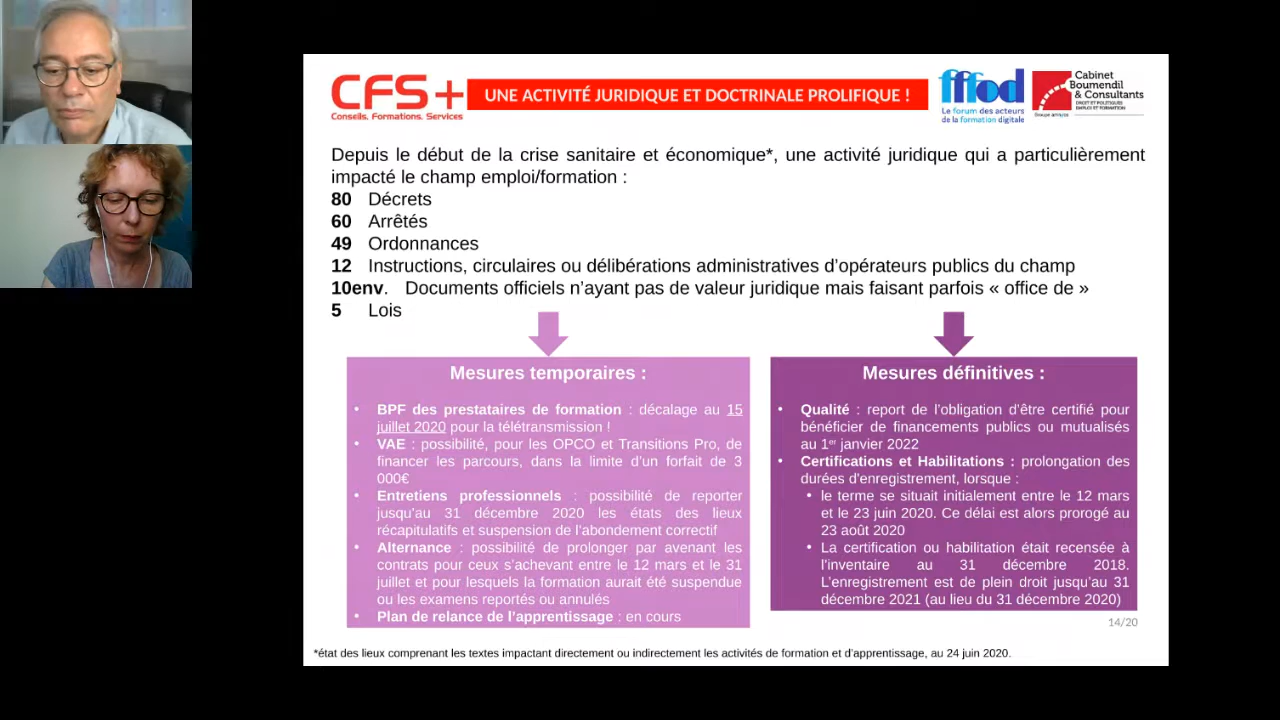 CFS+
Conseils, Formations, Services
UNE ACTIVITÉ JURIDIQUE ET DOCTRINALE PROLIFIQUE !
fffod
Le forum des acteurs
de la formation digitale
Cabinet
Boumendil
& Consultants
DROIT ET POLITIQUES
EMPLOI ET FORMATION
Depuis le début de la crise sanitaire et économique*, une activité juridique qui a particulièrement
impacté le champ emploi/formation :
80 Décrets
60 Arrêtés
49 Ordonnances
12 Instructions, circulaires ou délibérations administratives d’opérateurs publics du champ
10env. Documents officiels n’ayant pas de valeur juridique mais faisant parfois « office de »
5 Lois
Mesures temporaires :
• BPF des prestataires de formation : décalage au 15
juillet 2020 pour la télétransmission !
• VAE : possibilité, pour les OPCO et Transitions Pro, de
financer les parcours, dans la limite d’un forfait de 3
000€
• Entretiens professionnels : possibilité de reporter
jusqu’au 31 décembre 2020 les états des lieux
récapitulatifs et suspension de l’abondement correctif
• Alternance : possibilité de prolonger par avenant les
contrats pour ceux s’achevant entre le 12 mars et le 31
juillet et pour lesquels la formation aurait été suspendue
ou les examens reportés ou annulés
• Plan de relance de l’apprentissage : en cours
Mesures définitives :
• Qualité : report de l’obligation d’être certifié pour
bénéficier de financements publics ou mutualisés
au 1er janvier 2022
• Certifications et Habilitations : prolongation des
durées d’enregistrement, lorsque :
• le terme se situait initialement entre le 12 mars
et le 23 juin 2020. Ce délai est alors prorogé au
23 août 2020
• La certification ou habilitation était recensée à
l’inventaire au 31 décembre 2018.
L’enregistrement est de plein droit jusqu’au 31
décembre 2021 (au lieu du 31 décembre 2020)
14/20
*état des lieux comprenant les textes impactant directement ou indirectement les activités de formation et d’apprentissage, au 24 juin 2020.